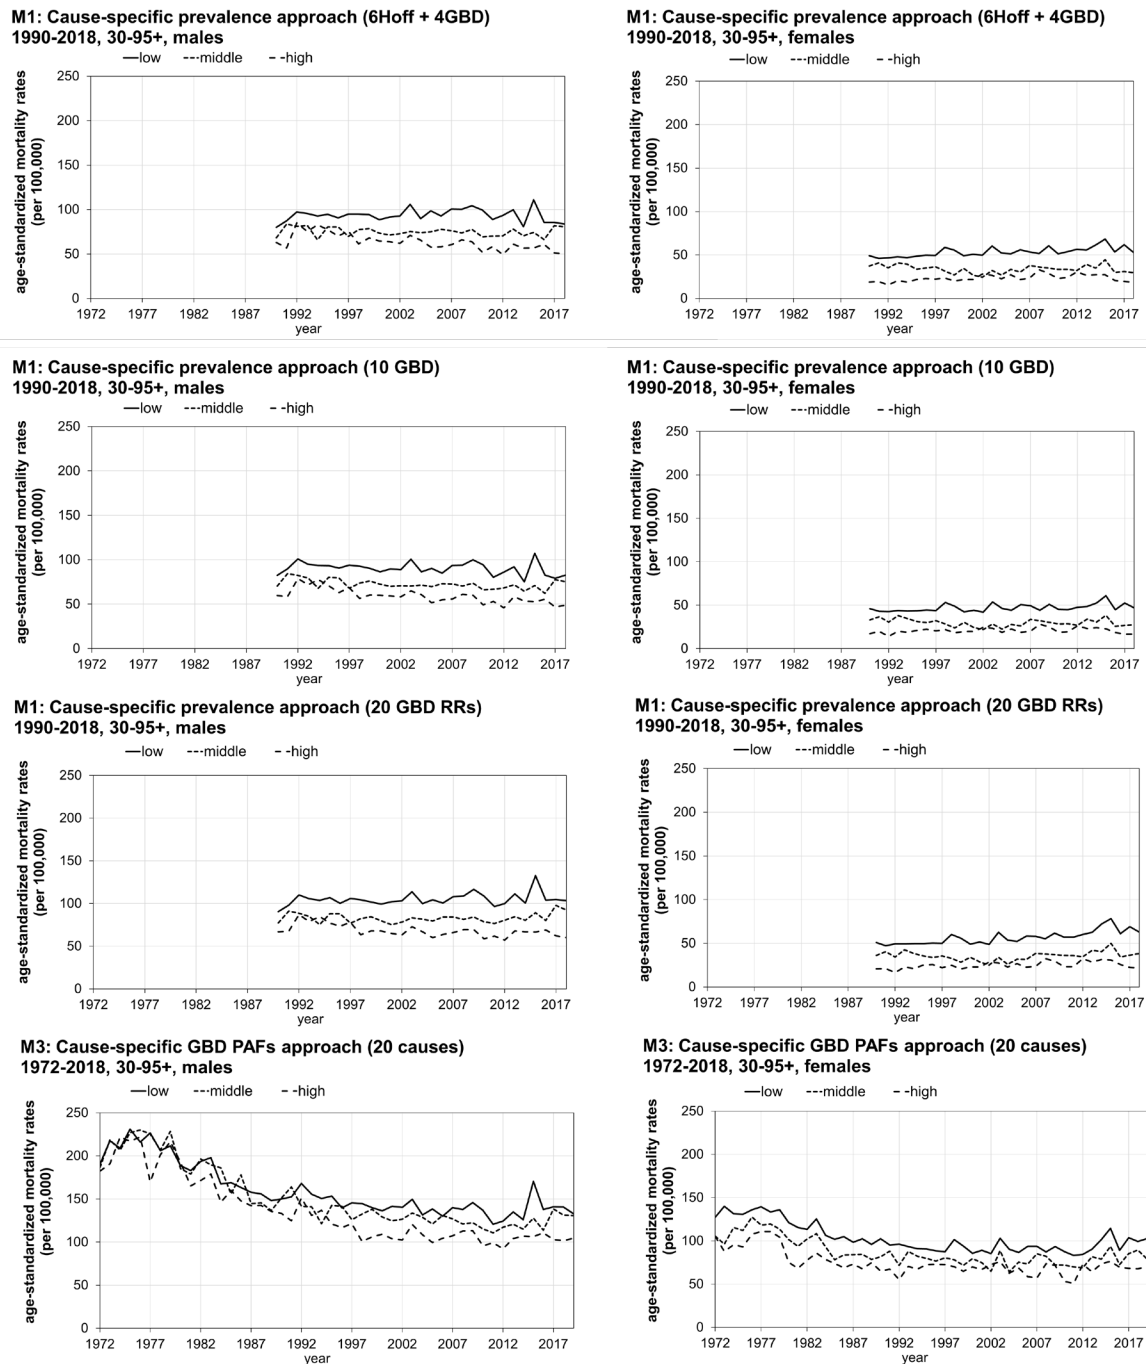 M1: Cause-specific prevalence approach (6Hoff + 4GBD)
1990-2018, 30-95+, males
low middle high
age-standardized mortality rates
(per 100,000)
250
200
150
100
50
0
1972 1977 1982 1987 1992 1997 2002 2007 2012 2017
year
M1: Cause-specific prevalence approach (6Hoff + 4GBD)
1990-2018, 30-95+, females
low middle high
age-standardized mortality rates
(per 100,000)
250
200
150
100
50
0
1972 1977 1982 1987 1992 1997 2002 2007 2012 2017
year
M1: Cause-specific prevalence approach (10 GBD)
1990-2018, 30-95+, males
low middle high
age-standardized mortality rates
(per 100,000)
250
200
150
100
50
0
1972 1977 1982 1987 1992 1997 2002 2007 2012 2017
year
M1: Cause-specific prevalence approach (10 GBD)
1990-2018, 30-95+, females
low middle high
age-standardized mortality rates
(per 100,000)
250
200
150
100
50
0
1972 1977 1982 1987 1992 1997 2002 2007 2012 2017
year
M1: Cause-specific prevalence approach (20 GBD RRs)
1990-2018, 30-95+, males
low middle high
age-standardized mortality rates
(per 100,000)
250
200
150
100
50
0
1972 1977 1982 1987 1992 1997 2002 2007 2012 2017
year
M1: Cause-specific prevalence approach (20 GBD RRs)
1990-2018, 30-95+, females
low middle high
age-standardized mortality rates
(per 100,000)
250
200
150
100
50
0
1972 1977 1982 1987 1992 1997 2002 2007 2012 2017
year
M3: Cause-specific GBD PAFs approach (20 causes)
1972-2018, 30-95+, males
low middle high
age-standardized mortality rates
(per 100,000)
250
200
150
100
50
0
1972 1977 1982 1987 1992 1997 2002 2007 2012 2017
year
M3: Cause-specific GBD PAFs approach (20 causes)
1972-2018, 30-95+, females
low middle high
age-standardized mortality rates
(per 100,000)
250
200
150
100
50
0
1972 1977 1982 1987 1992 1997 2002 2007 2012 2017
year